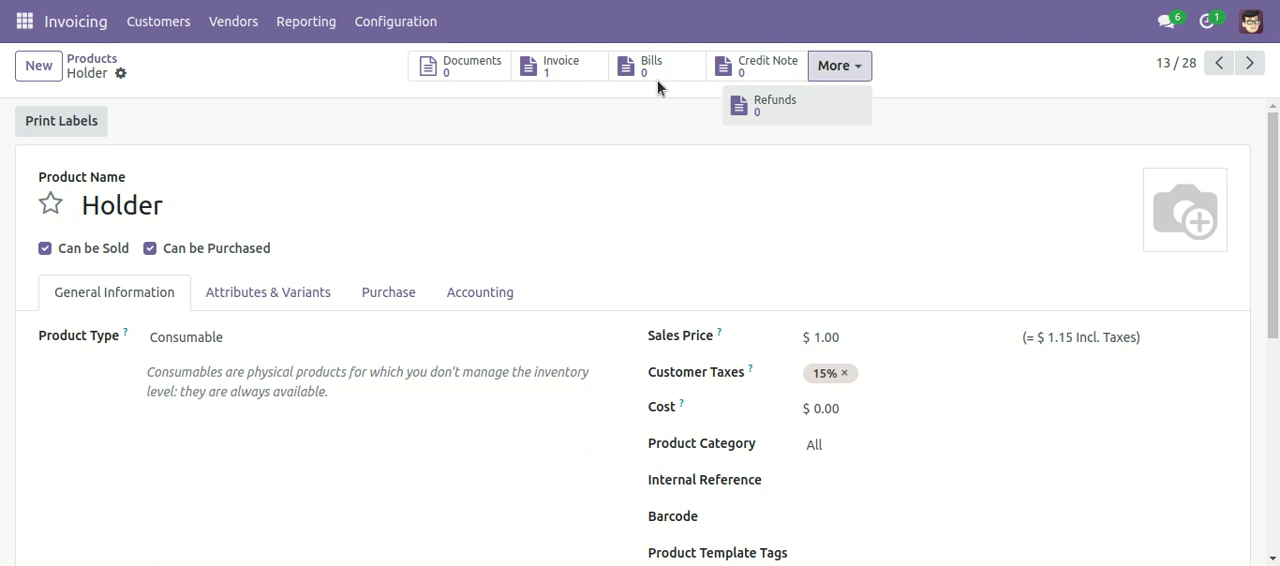 Invoicing Customers Vendors Reporting Configuration 6 1
New Products Documents Invoice Bills Credit Note More 13 / 28
Holder 0 1 0 0
Refunds
0
Print Labels
Product Name
Holder
Can be Sold Can be Purchased
General Information Attributes & Variants Purchase Accounting
Product Type ? Consumable Sales Price ? $ 1.00 (= $ 1.15 Incl. Taxes)
Consumables are physical products for which you don't manage the inventory Customer Taxes ? 15% ×
level: they are always available.
Cost ? $ 0.00
Product Category All
Internal Reference
Barcode
Product Template Tags